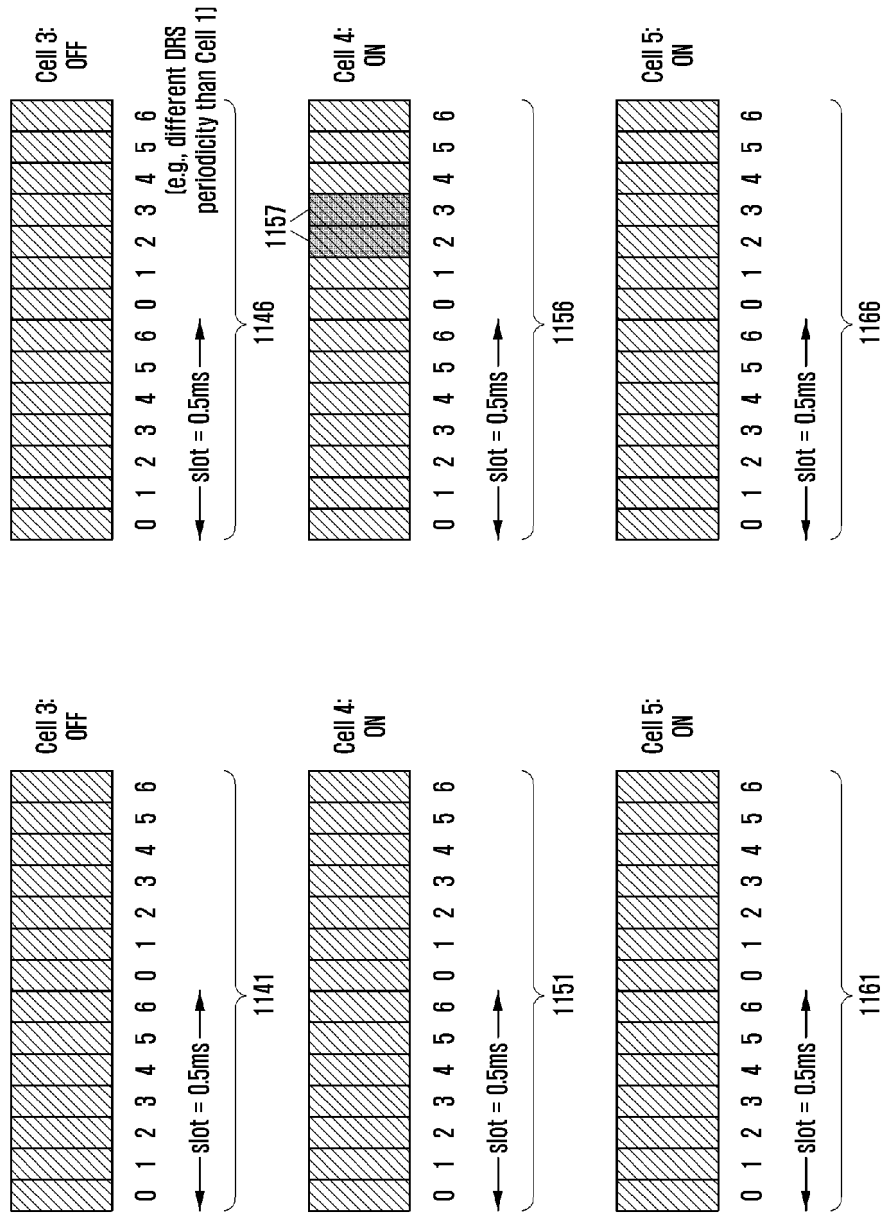 Cell 3:
OFF
0 1 2 3 4 5 6 0 1 2 3 4 5 6
slot = 0.5ms
1141
Cell 3:
OFF
0 1 2 3 4 5 6 0 1 2 3 4 5 6
(e.g., different DRS
periodicity than Cell 1)
slot = 0.5ms
1146
Cell 4:
ON
0 1 2 3 4 5 6 0 1 2 3 4 5 6
slot = 0.5ms
1151
1157
Cell 4:
ON
0 1 2 3 4 5 6 0 1 2 3 4 5 6
slot = 0.5ms
1156
Cell 5:
ON
0 1 2 3 4 5 6 0 1 2 3 4 5 6
slot = 0.5ms
1161
Cell 5:
ON
0 1 2 3 4 5 6 0 1 2 3 4 5 6
slot = 0.5ms
1166